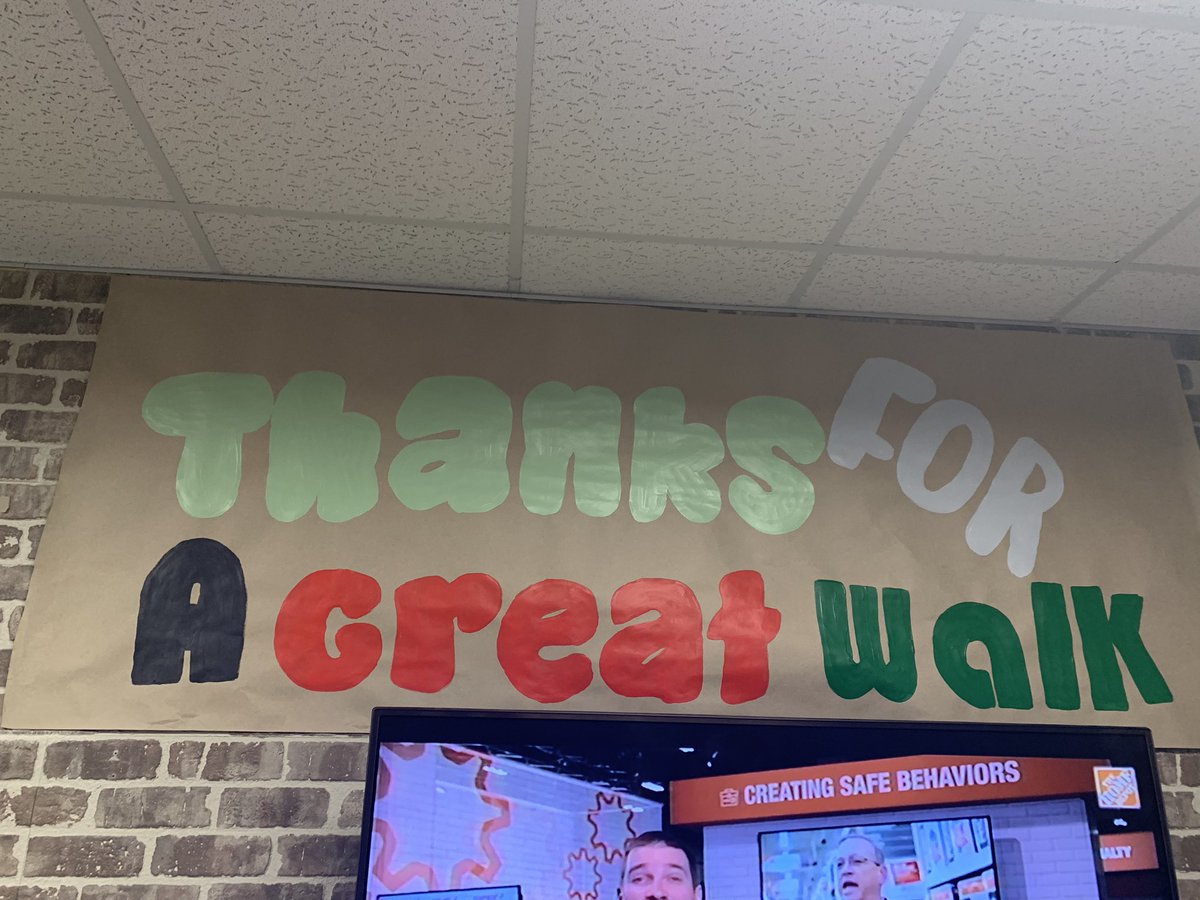 Thanks FOR
A Great Walk
CREATING SAFE BEHAVIORS